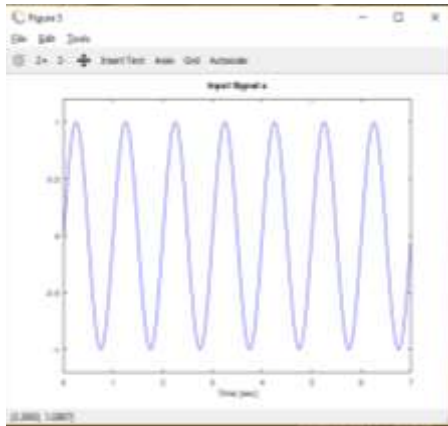 Figure 3
File Edit Tools
Z+ Z- Insert Text Axes Grid Autoscale
Input Signal u
1
0.5
0
-0.5
-1
0 1 2 3 4 5 6 7
Time (sec)